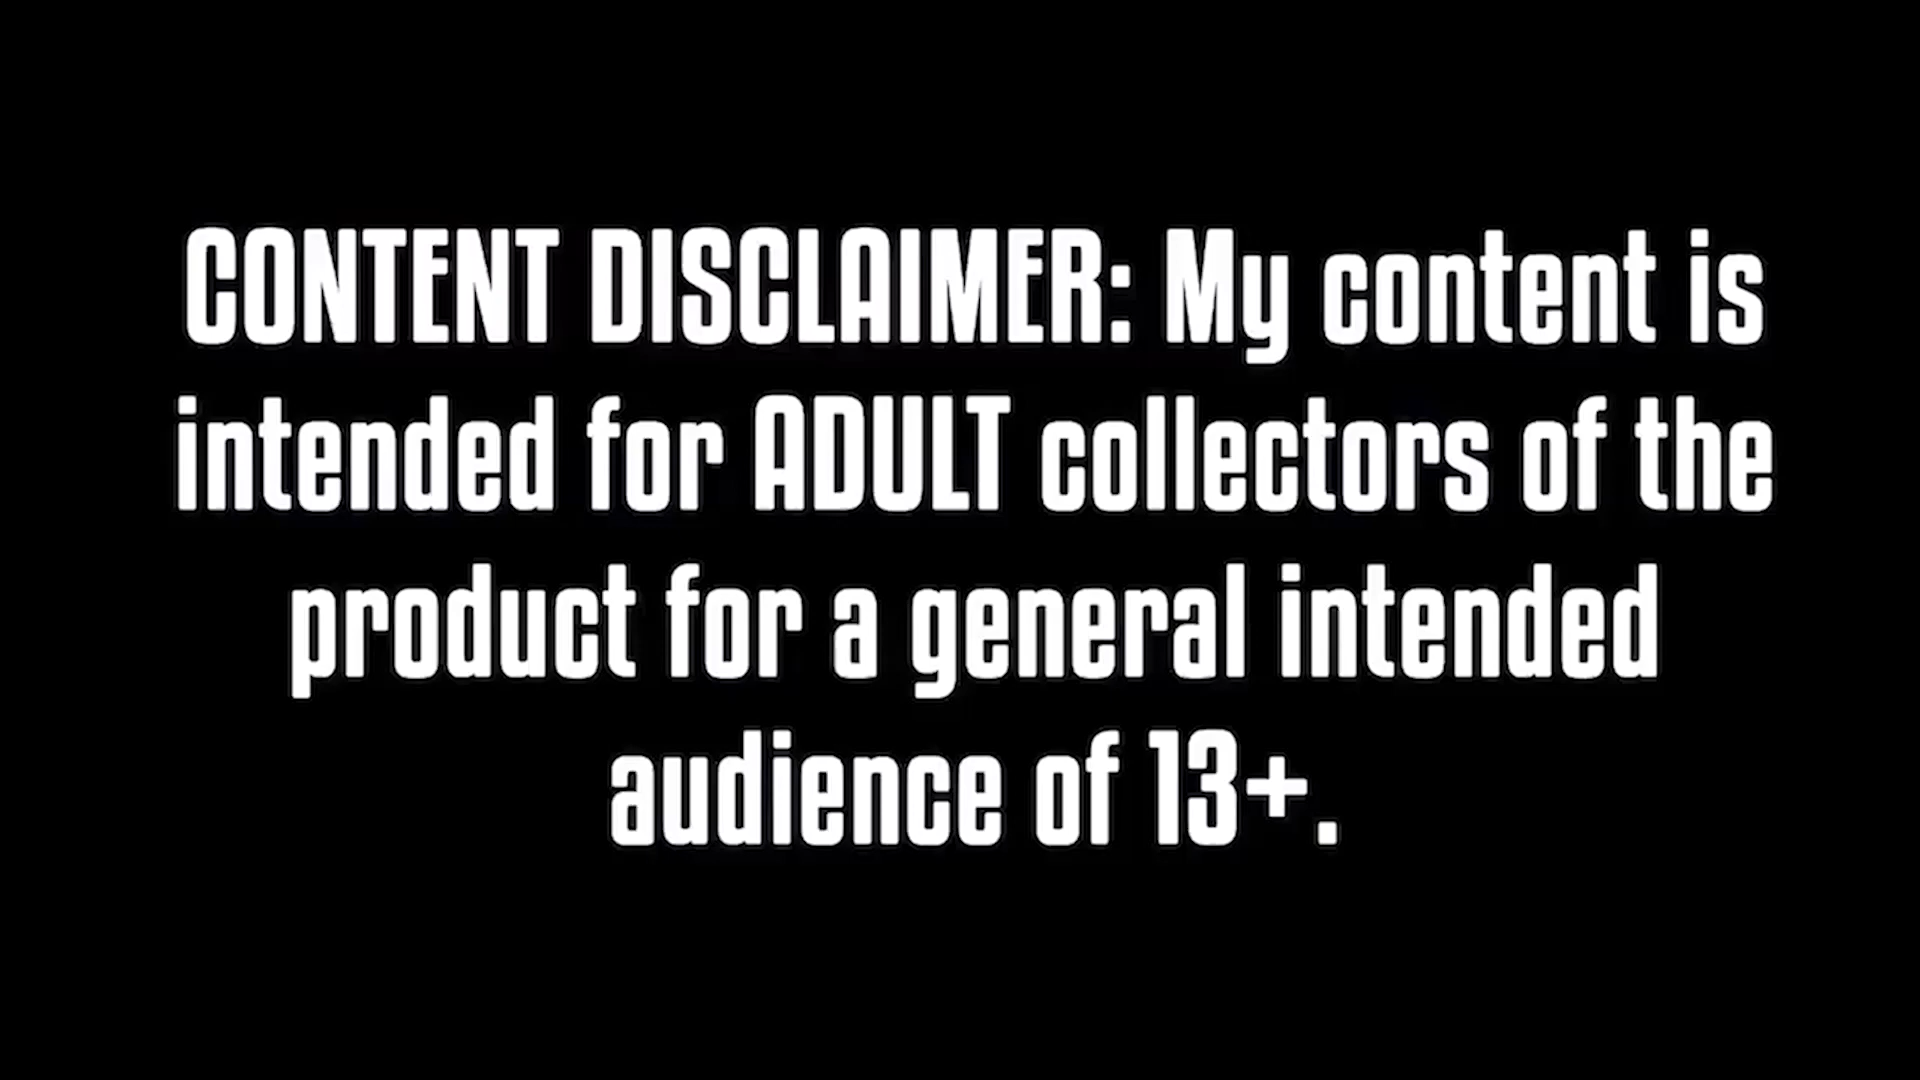 CONTENT DISCLAIMER: My content is
intended for ADULT collectors of the
product for a general intended
audience of 13+.